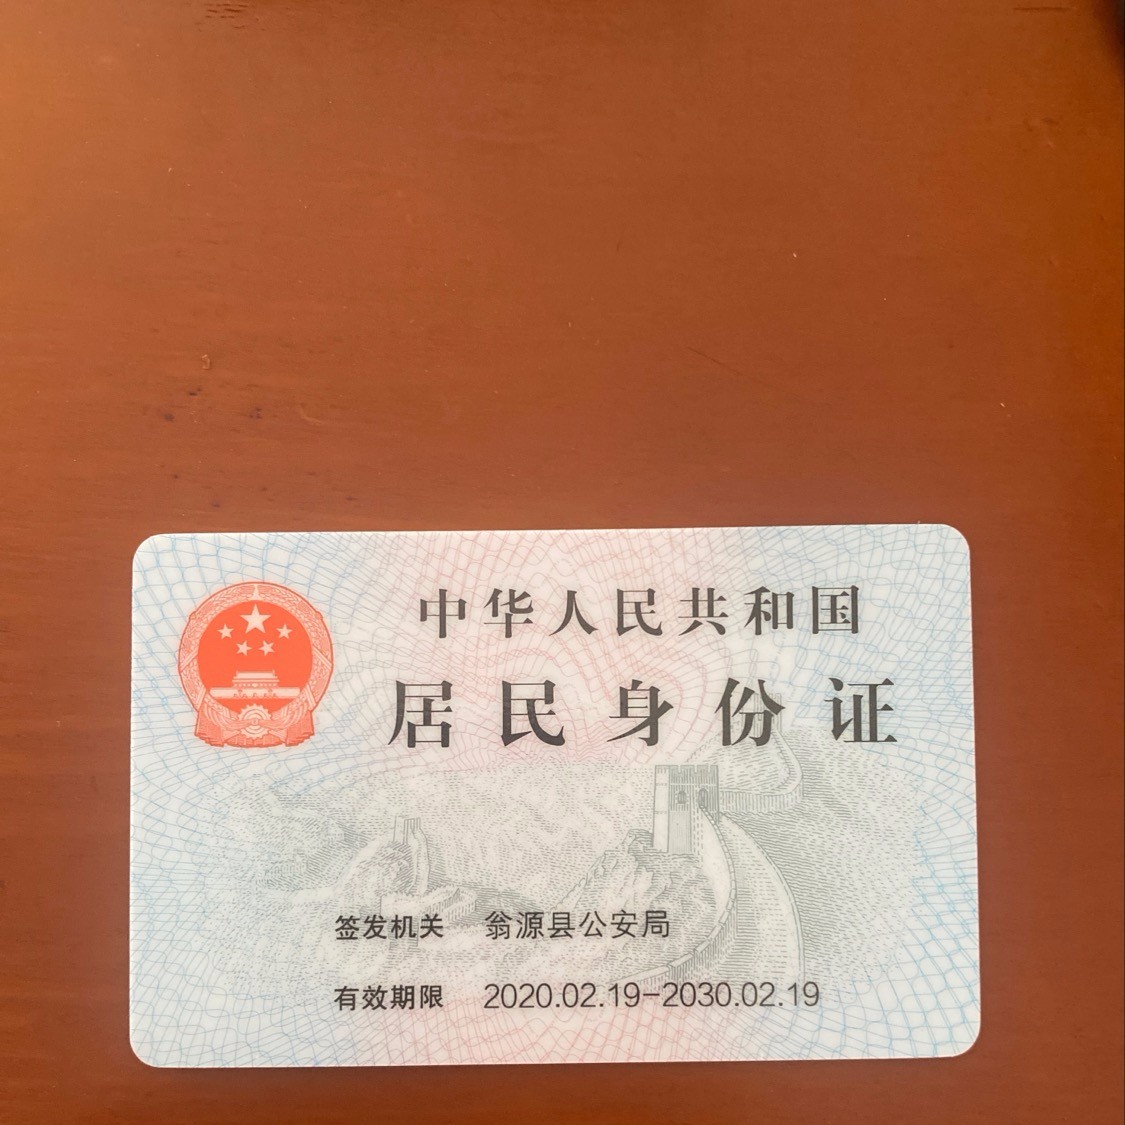 中华人民共和国
居民身份证
签发机关 翁源县公安局
有效期限 2020.02.19-2030.02.19